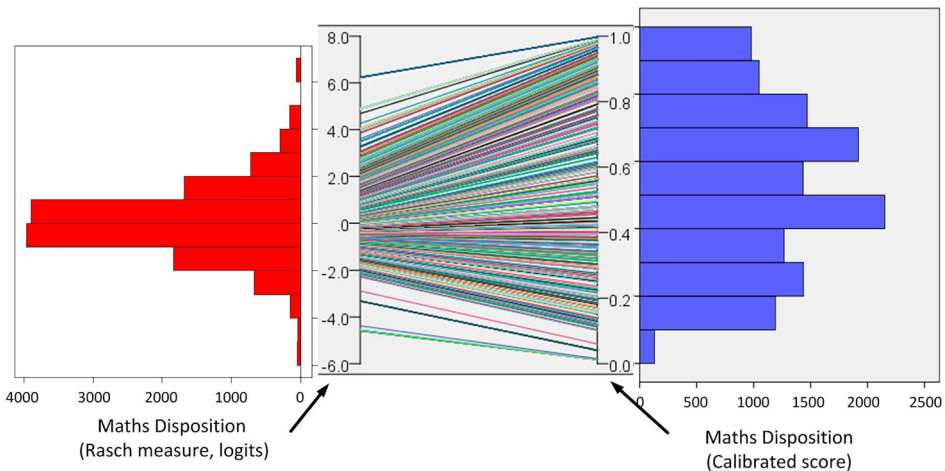 8.0
6.0
4.0
2.0
.0
-2.0
-4.0
-6.0
1.0
0.8
0.6
0.4
0.2
0.0
4000 3000 2000 1000 0
0 500 1000 1500 2000 2500
Maths Disposition
(Rasch measure, logits)
Maths Disposition
(Calibrated score)